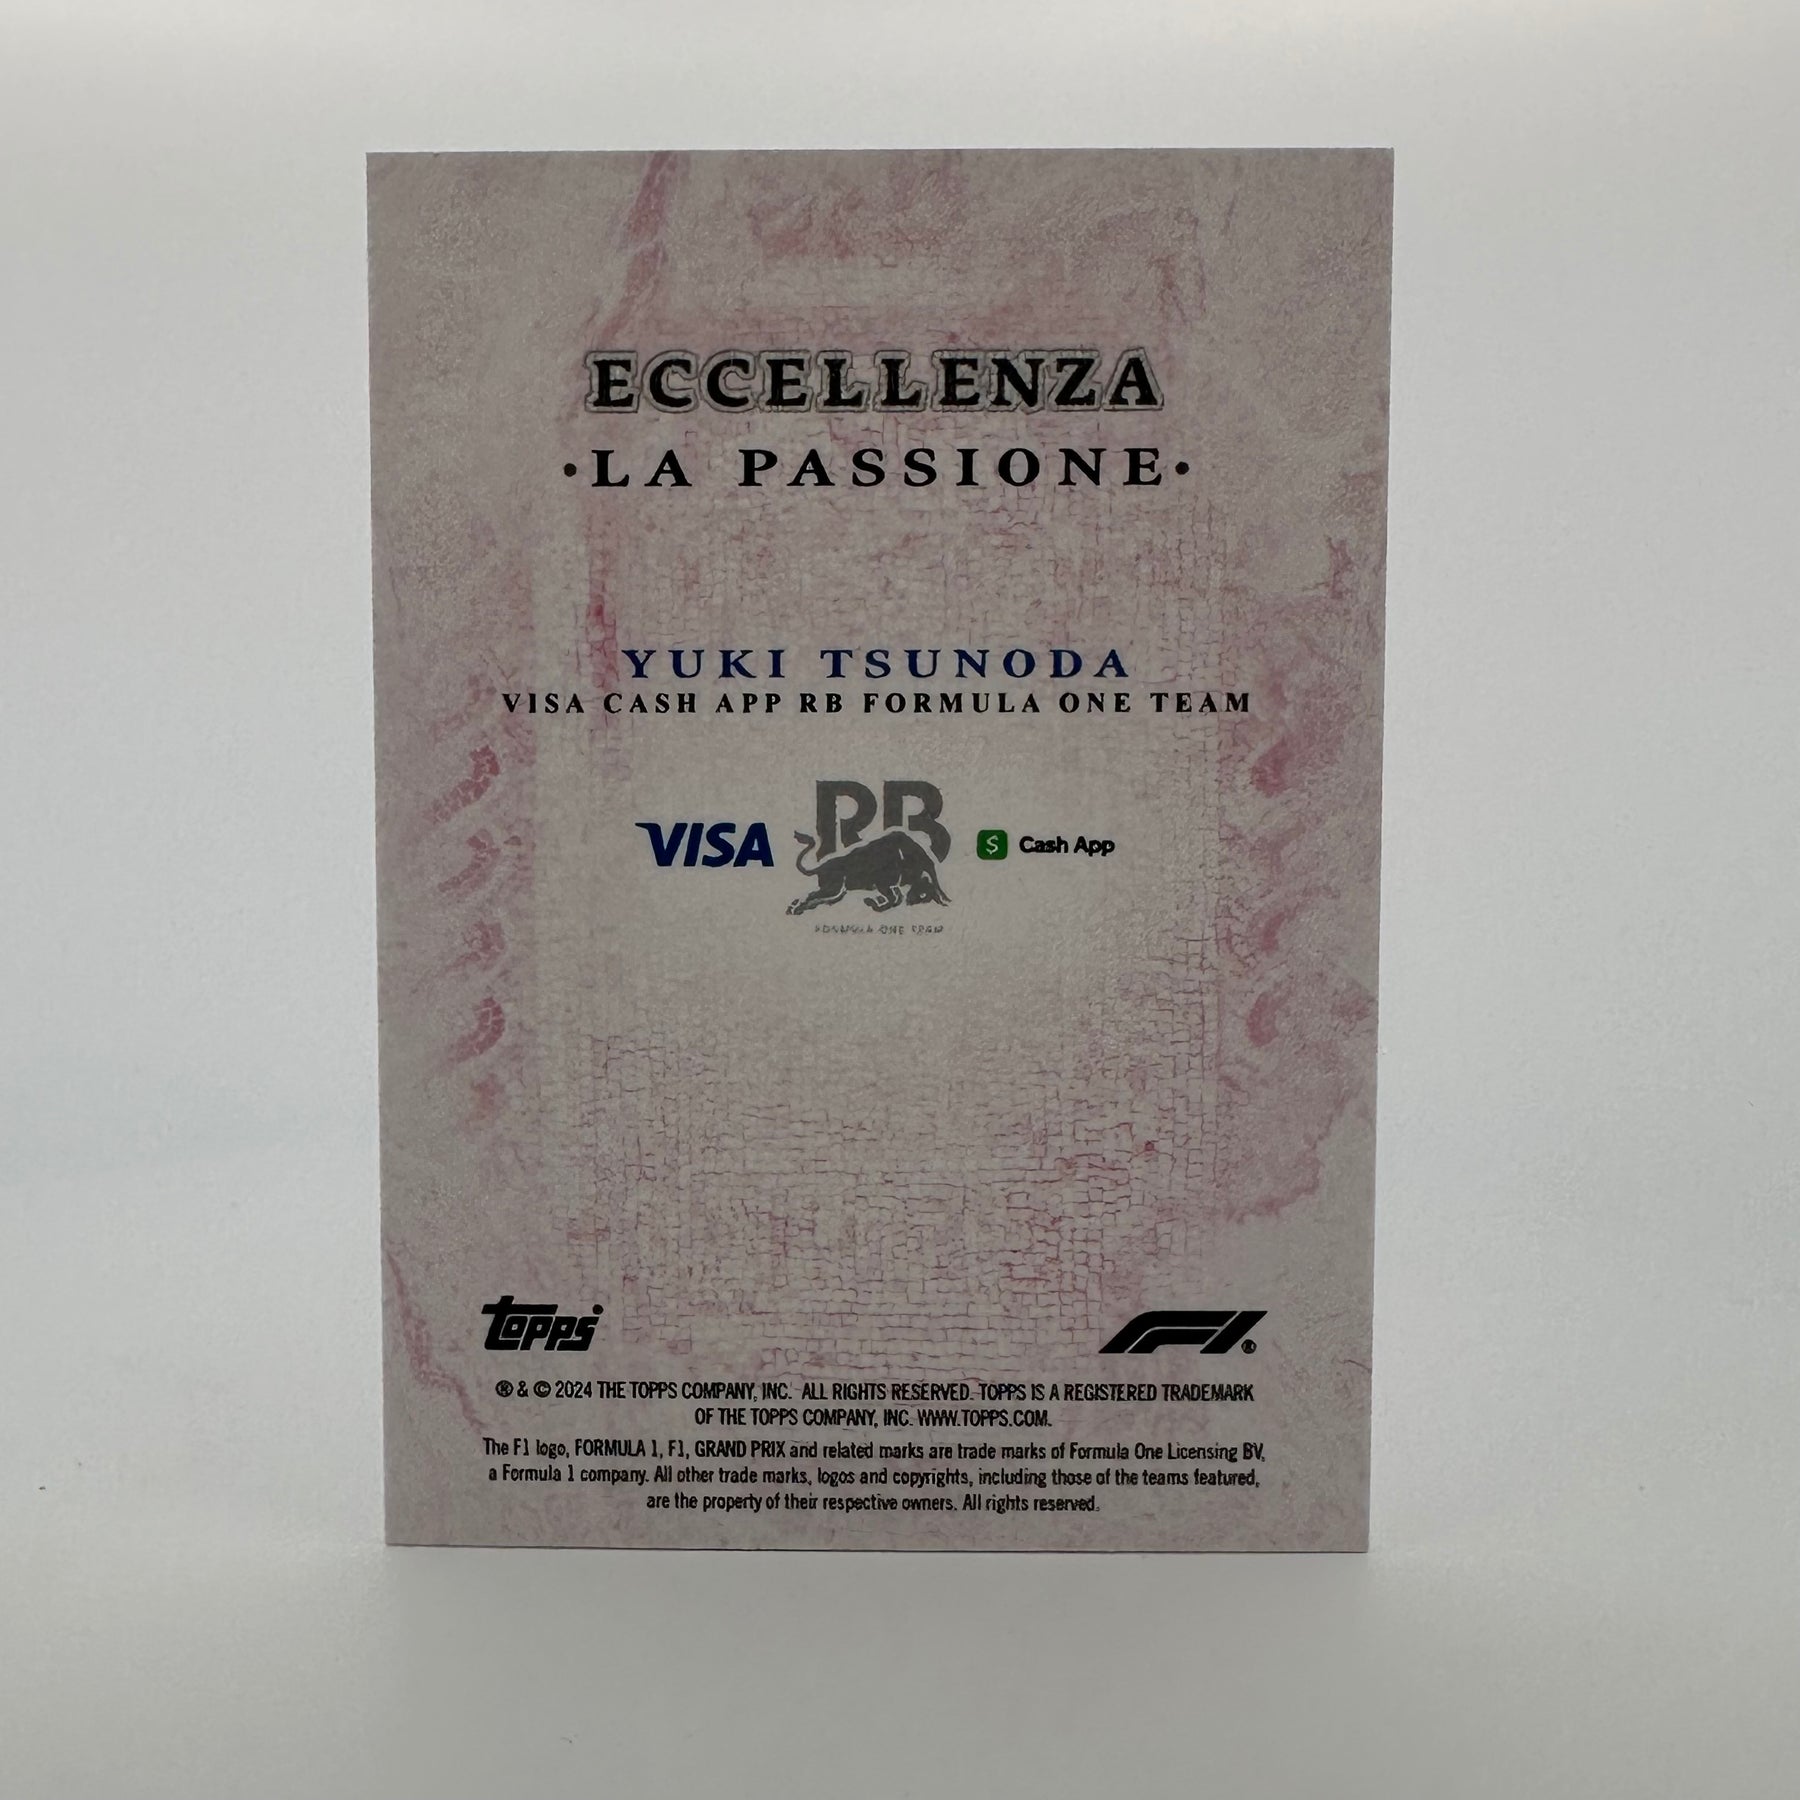 ECCELLENZA
·LA PASSIONE·
YUKI TSUNODA
VISA CASH APP RB FORMULA ONE TEAM
VISA RB Cash App
FORMULA ONE TEAM
topps F1®
® & © 2024 THE TOPPS COMPANY, INC. ALL RIGHTS RESERVED. TOPPS IS A REGISTERED TRADEMARK
OF THE TOPPS COMPANY, INC. WWW.TOPPS.COM.
The F1 logo, FORMULA 1, F1, GRAND PRIX and related marks are trade marks of Formula One Licensing BV,
a Formula 1 company. All other trade marks, logos and copyrights, including those of the teams featured,
are the property of their respective owners. All rights reserved.